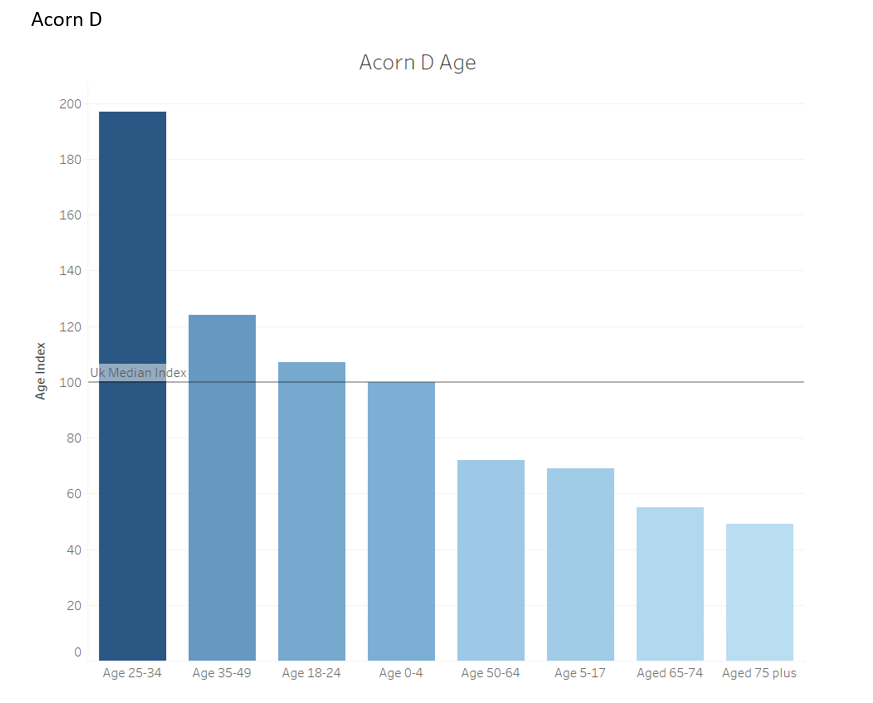 Acorn D
Acorn D Age
Age Index
200
180
160
140
120
Uk Median Index
100
80
60
40
20
0
Age 25-34 Age 35-49 Age 18-24 Age 0-4 Age 50-64 Age 5-17 Aged 65-74 Aged 75 plus